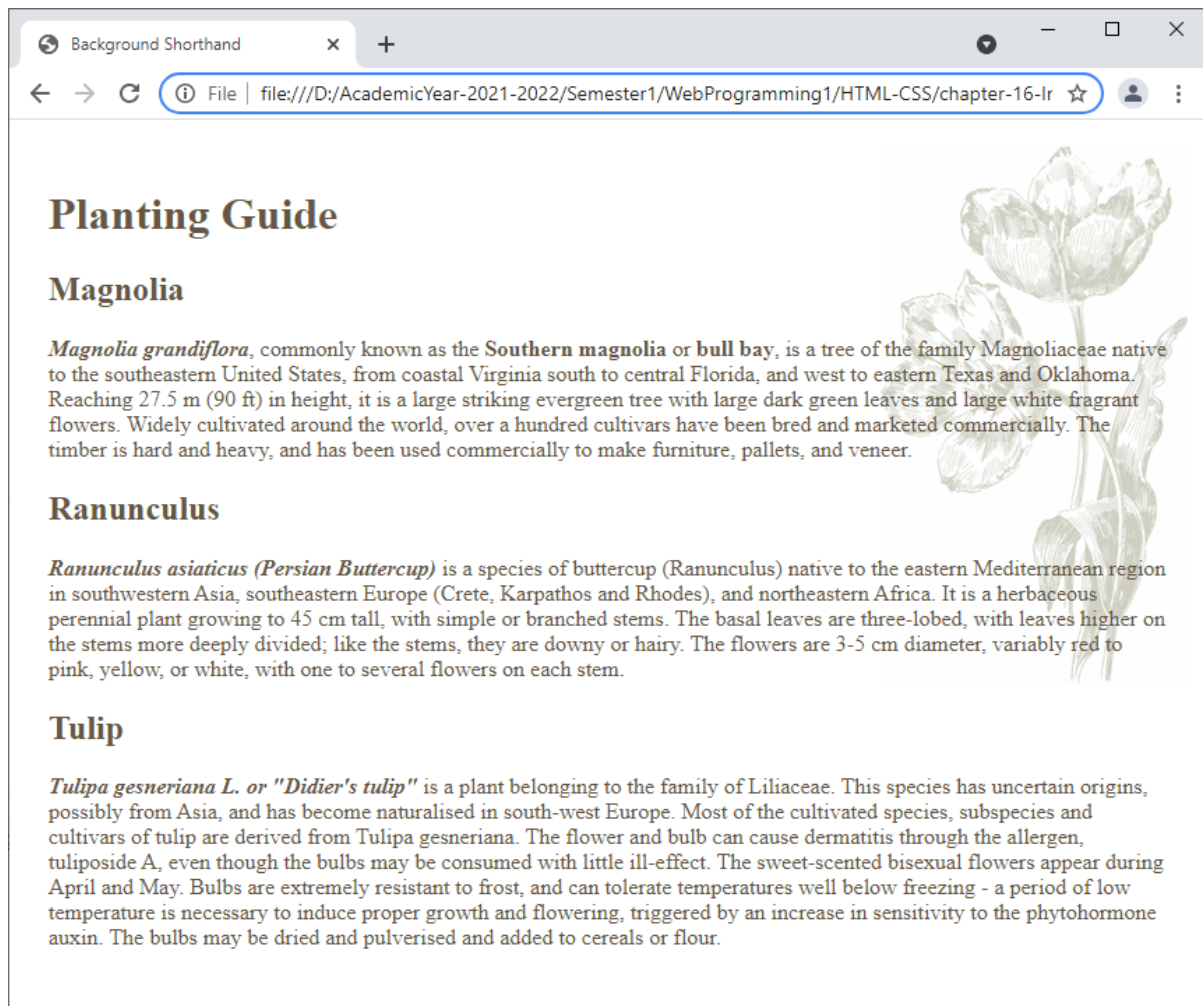 Background Shorthand
File file:///D:/AcademicYear-2021-2022/Semester1/WebProgramming1/HTML-CSS/chapter-16-Ir
Planting Guide
Magnolia
Magnolia grandiflora, commonly known as the Southern magnolia or bull bay, is a tree of the family Magnoliaceae native
to the southeastern United States, from coastal Virginia south to central Florida, and west to eastern Texas and Oklahoma.
Reaching 27.5 m (90 ft) in height, it is a large striking evergreen tree with large dark green leaves and large white fragrant
flowers. Widely cultivated around the world, over a hundred cultivars have been bred and marketed commercially. The
timber is hard and heavy, and has been used commercially to make furniture, pallets, and veneer.
Ranunculus
Ranunculus asiaticus (Persian Buttercup) is a species of buttercup (Ranunculus) native to the eastern Mediterranean region
in southwestern Asia, southeastern Europe (Crete, Karpathos and Rhodes), and northeastern Africa. It is a herbaceous
perennial plant growing to 45 cm tall, with simple or branched stems. The basal leaves are three-lobed, with leaves higher on
the stems more deeply divided; like the stems, they are downy or hairy. The flowers are 3-5 cm diameter, variably red to
pink, yellow, or white, with one to several flowers on each stem.
Tulip
Tulipa gesneriana L. or "Didier's tulip" is a plant belonging to the family of Liliaceae. This species has uncertain origins,
possibly from Asia, and has become naturalised in south-west Europe. Most of the cultivated species, subspecies and
cultivars of tulip are derived from Tulipa gesneriana. The flower and bulb can cause dermatitis through the allergen,
tuliposide A, even though the bulbs may be consumed with little ill-effect. The sweet-scented bisexual flowers appear during
April and May. Bulbs are extremely resistant to frost, and can tolerate temperatures well below freezing - a period of low
temperature is necessary to induce proper growth and flowering, triggered by an increase in sensitivity to the phytohormone
auxin. The bulbs may be dried and pulverised and added to cereals or flour.